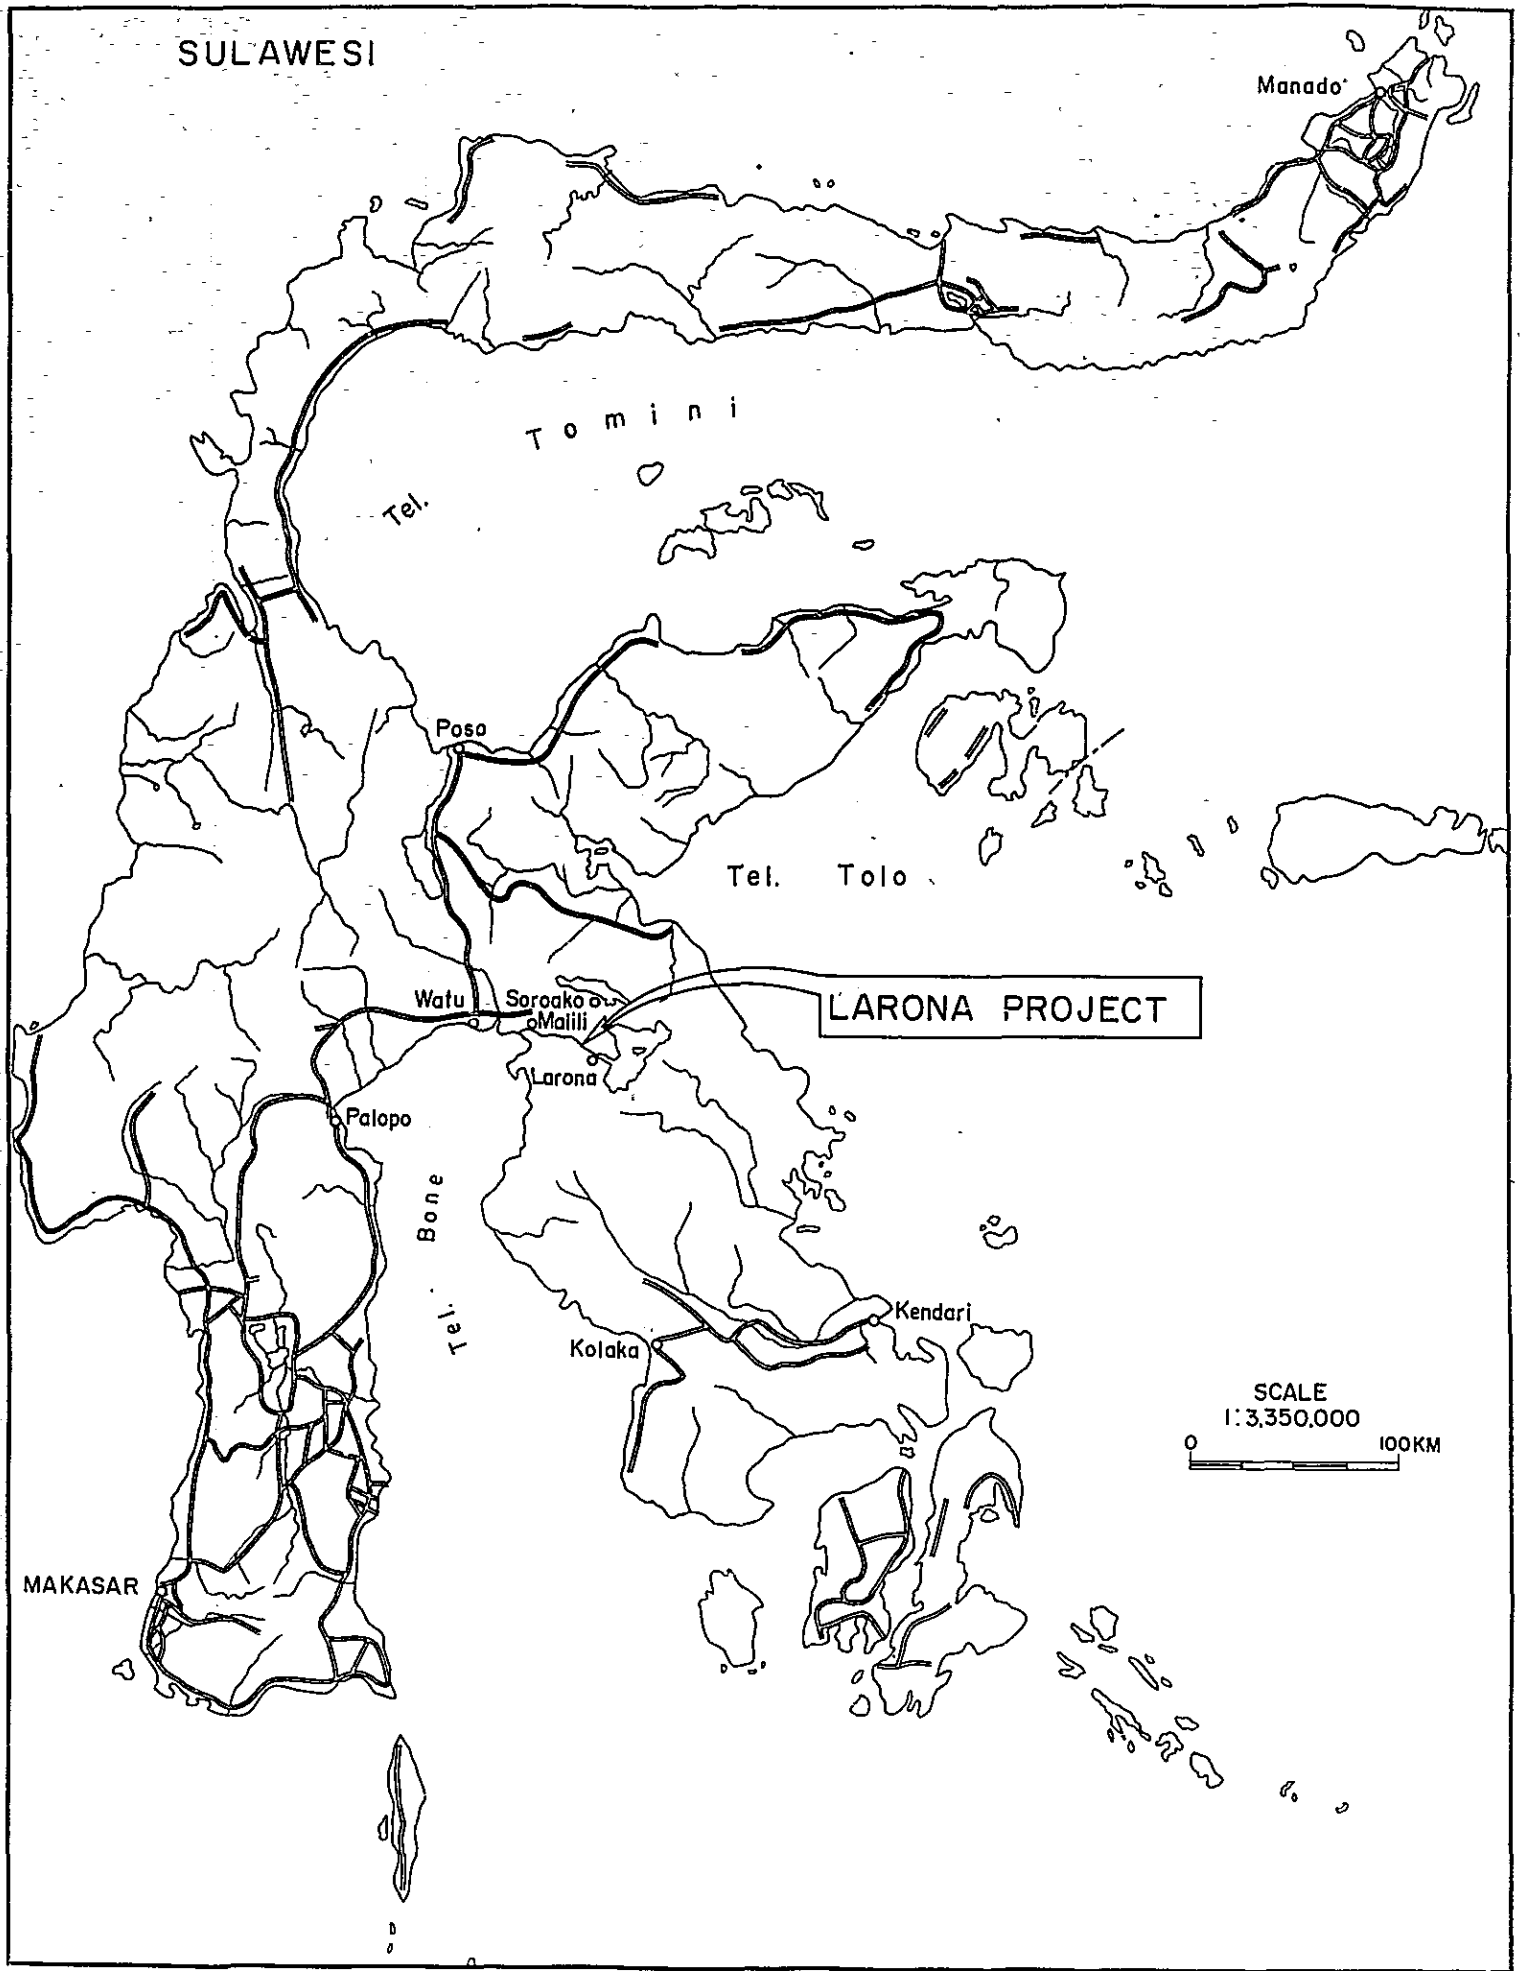 SULAWESI
Manado
Tomini
Tel.
Poso
Tel. Tolo
LARONA PROJECT
Watu
Soroako
Maiili
Larona
Palopo
Tel. Bone
Kendari
Kolaka
SCALE
1:3,350,000
0 100KM
MAKASAR